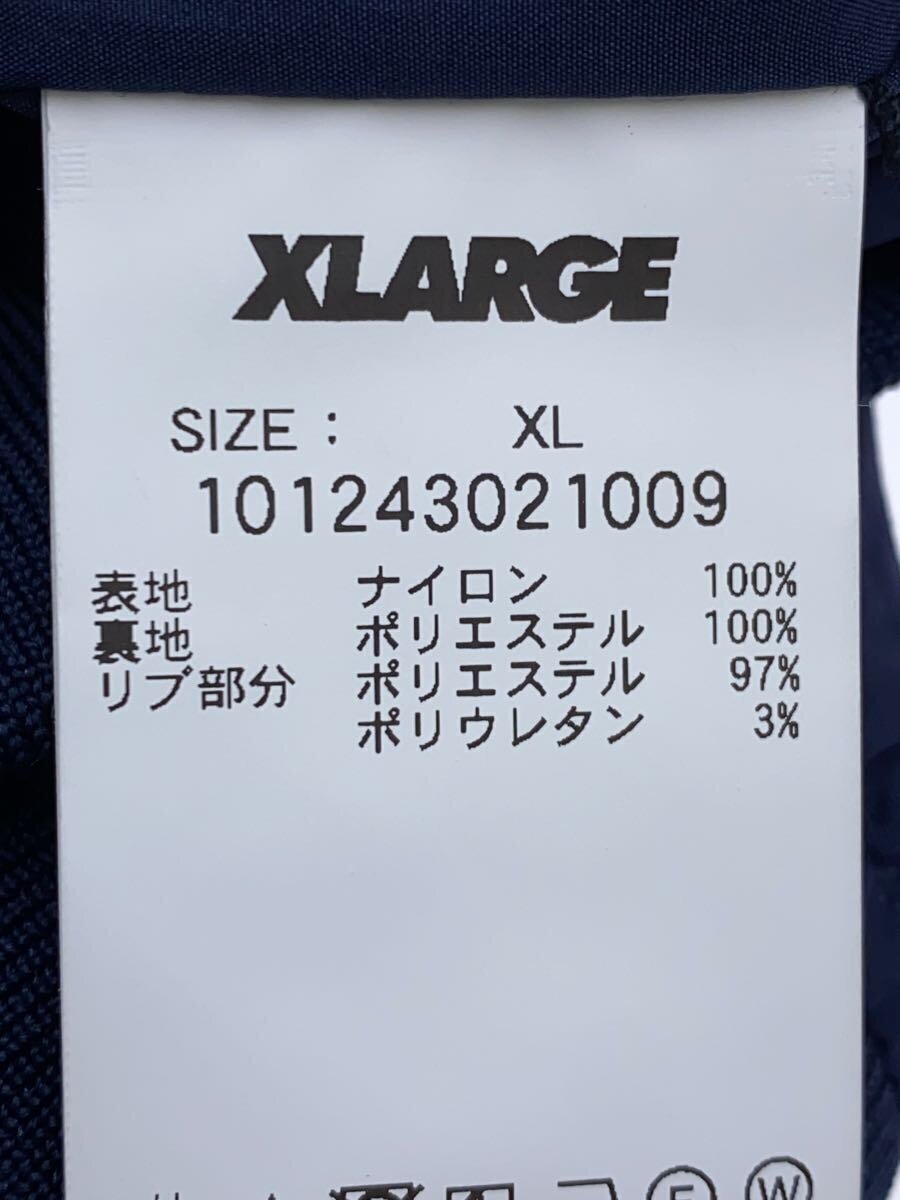 XLARGE
SIZE : XL
101243021009
表地 ナイロン 100%
裏地 ポリエステル 100%
リブ部分 ポリエステル 97%
ポリウレタン 3%
W